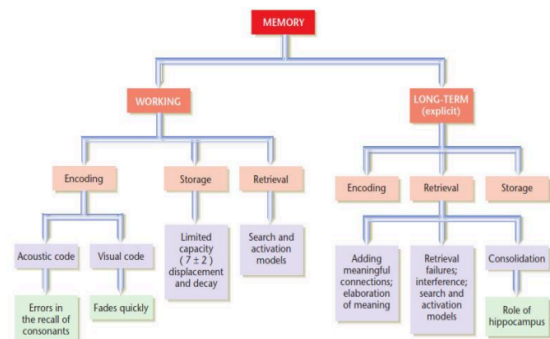 MEMORY
WORKING
LONG-TERM
(explicit)
Encoding
Storage
Retrieval
Encoding
Retrieval
Storage
Acoustic code
Visual code
Limited
capacity
( 7 ± 2 )
displacement
and decay
Search and
activation
models
Adding
meaningful
connections;
elaboration
of meaning
Retrieval
failures;
interference;
search and
activation
models
Consolidation
Errors in
the recall of
consonants
Fades quickly
Role of
hippocampus